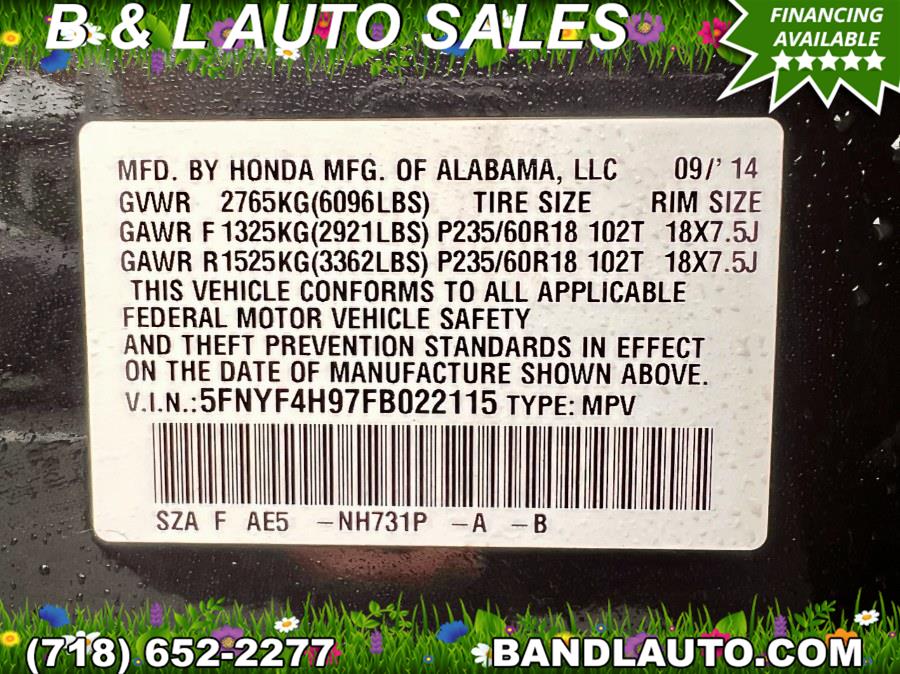 B & L AUTO SALES
FINANCING
AVAILABLE
MFD. BY HONDA MFG. OF ALABAMA, LLC 09/' 14
GVWR 2765KG(6096LBS) TIRE SIZE RIM SIZE
GAWR F 1325KG(2921LBS) P235/60R18 102T 18X7.5J
GAWR R1525KG(3362LBS) P235/60R18 102T 18X7.5J
THIS VEHICLE CONFORMS TO ALL APPLICABLE
FEDERAL MOTOR VEHICLE SAFETY
AND THEFT PREVENTION STANDARDS IN EFFECT
ON THE DATE OF MANUFACTURE SHOWN ABOVE.
V.I.N.:5FNYF4H97FB022115 TYPE: MPV
SZA F AE5 -NH731P -A -B
(718) 652-2277
BANDLAUTO.COM